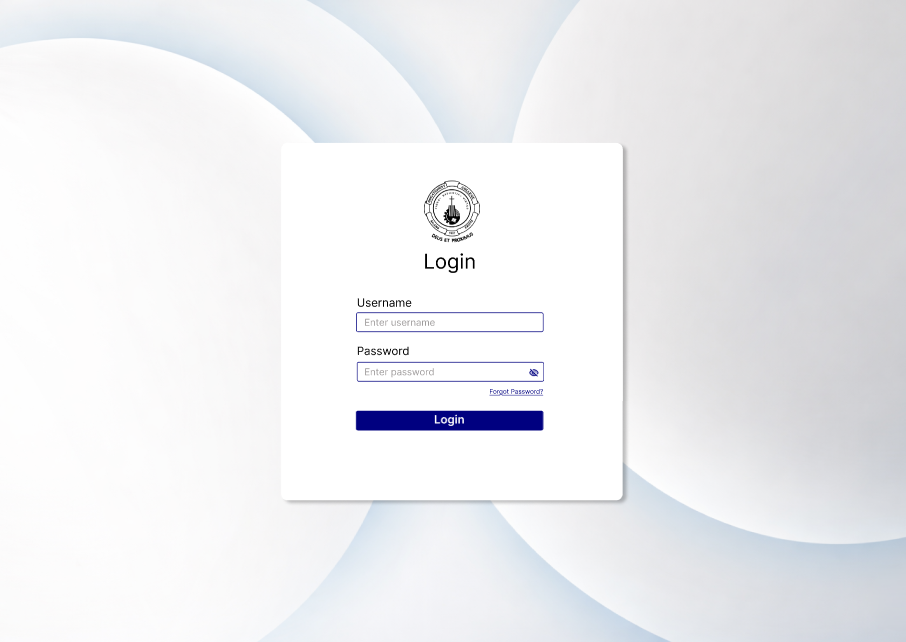 DEUS ET PROXIMUS
Login
Username
Enter username
Password
Enter password
Forgot Password?
Login